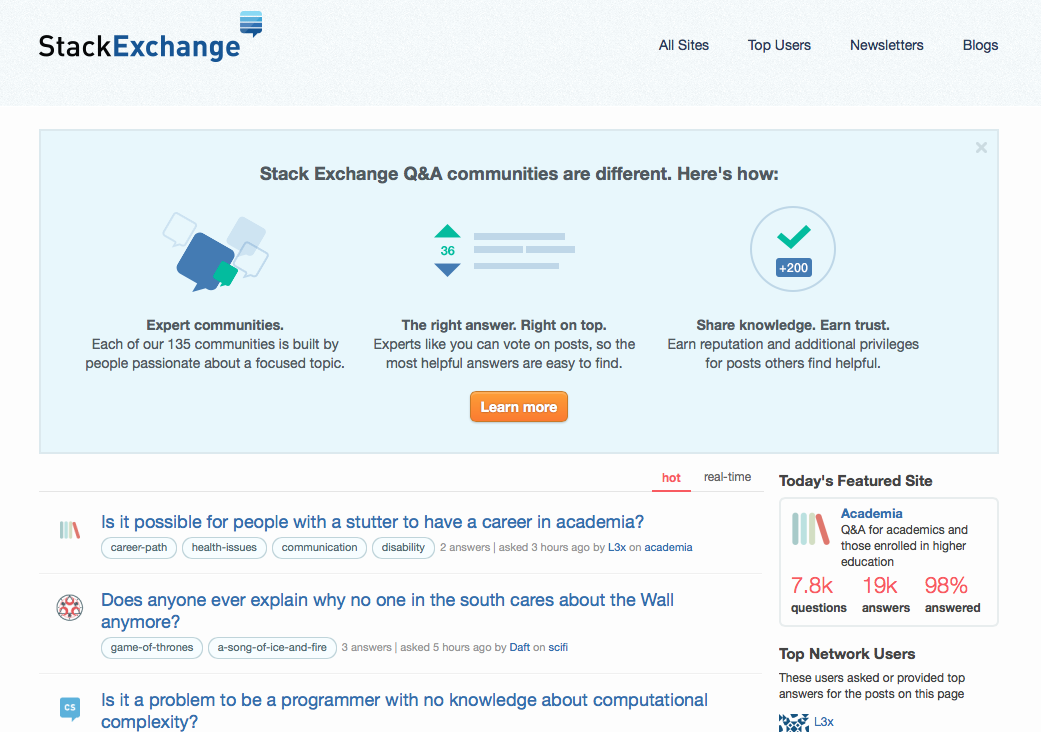 StackExchange
All Sites Top Users Newsletters Blogs
Stack Exchange Q&A communities are different. Here's how:
36
+200
Expert communities.
Each of our 135 communities is built by
people passionate about a focused topic.
The right answer. Right on top.
Experts like you can vote on posts, so the
most helpful answers are easy to find.
Share knowledge. Earn trust.
Earn reputation and additional privileges
for posts others find helpful.
Learn more
hot real-time
Is it possible for people with a stutter to have a career in academia?
career-path health-issues communication disability 2 answers | asked 3 hours ago by L3x on academia
Does anyone ever explain why no one in the south cares about the Wall
anymore?
game-of-thrones a-song-of-ice-and-fire 3 answers | asked 5 hours ago by Daft on scifi
cs
Is it a problem to be a programmer with no knowledge about computational
complexity?
Today's Featured Site
Academia
Q&A for academics and
those enrolled in higher
education
7.8k 19k 98%
questions answers answered
Top Network Users
These users asked or provided top
answers for the posts on this page
L3x